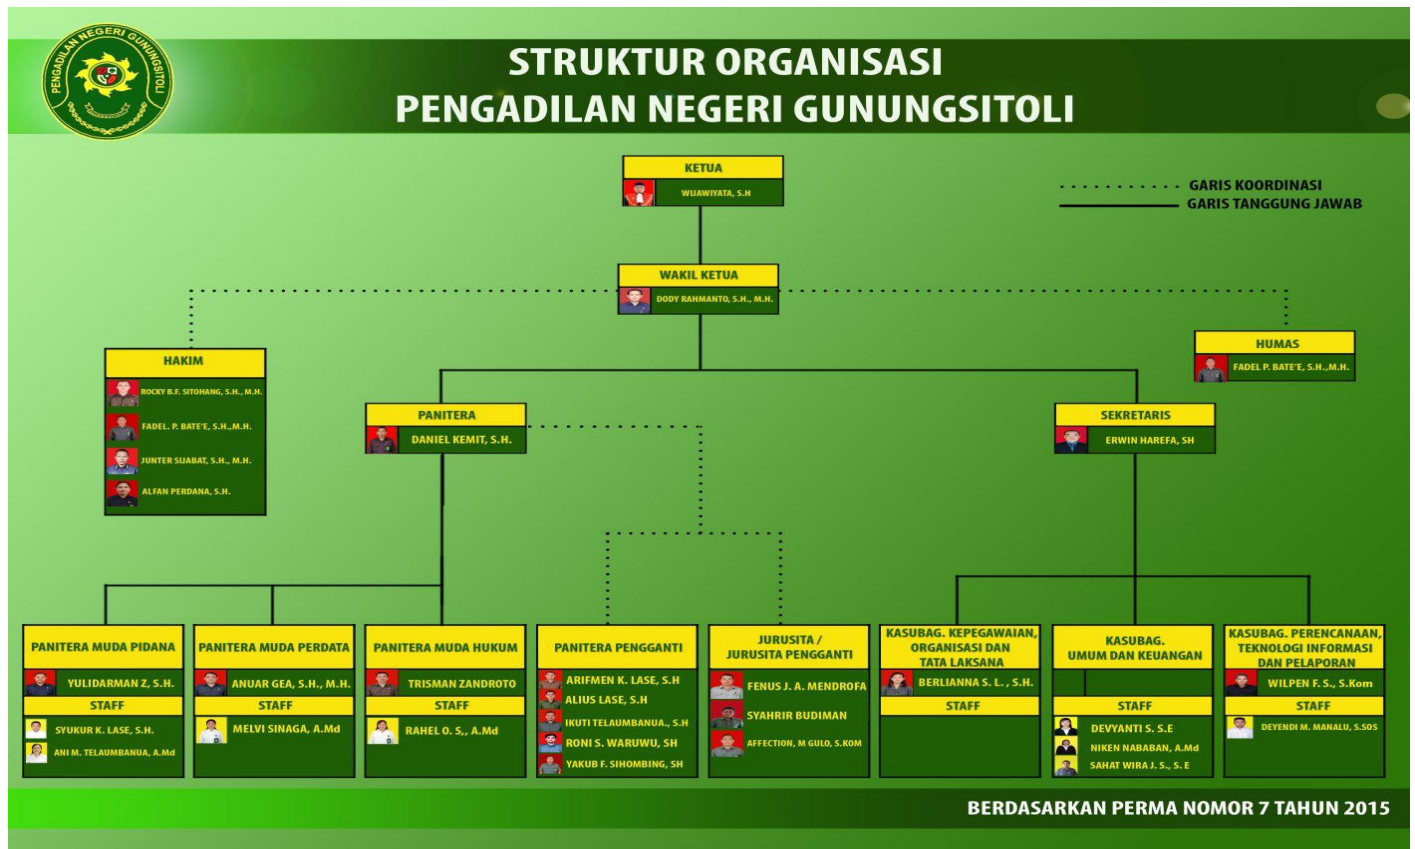 PENGADILAN NEGERI GUNUNGSITOLI
STRUKTUR ORGANISASI
PENGADILAN NEGERI GUNUNGSITOLI
KETUA
WIJAWIYATA, S.H
GARIS KOORDINASI
GARIS TANGGUNG JAWAB
WAKIL KETUA
DODY RAHMANTO, S.H., M.H.
HAKIM
ROCKY B.F. SITOHANG, S.H., M.H.
FADEL. P. BATE'E, S.H.,M.H.
JUNTER SIJABAT, S.H., M.H.
ALFAN PERDANA, S.H.
HUMAS
FADEL P. BATE'E, S.H.,M.H.
PANITERA
DANIEL KEMIT, S.H.
SEKRETARIS
ERWIN HAREFA, SH
PANITERA MUDA PIDANA
YULIDARMAN Z, S.H.
STAFF
SYUKUR K. LASE, S.H.
ANI M. TELAUMBANUA, A.Md
PANITERA MUDA PERDATA
ANUAR GEA, S.H., M.H.
STAFF
MELVI SINAGA, A.Md
PANITERA MUDA HUKUM
TRISMAN ZANDROTO
STAFF
RAHEL O. S,, A.Md
PANITERA PENGGANTI
ARIFMEN K. LASE, S.H
ALIUS LASE, S.H
IKUTI TELAUMBANUA., S.H
RONI S. WARUWU, SH
YAKUB F. SIHOMBING, SH
JURUSITA /
JURUSITA PENGGANTI
FENUS J. A. MENDROFA
SYAHRIR BUDIMAN
AFFECTION, M GULO, S.KOM
KASUBAG. KEPEGAWAIAN,
ORGANISASI DAN
TATA LAKSANA
BERLIANNA S. L. , S.H.
STAFF
KASUBAG.
UMUM DAN KEUANGAN
STAFF
DEVYANTI S. S.E
NIKEN NABABAN, A.Md
SAHAT WIRA J. S., S. E
KASUBAG. PERENCANAAN,
TEKNOLOGI INFORMASI
DAN PELAPORAN
WILPEN F. S., S.Kom
STAFF
DEYENDI M. MANALU, S.SOS
BERDASARKAN PERMA NOMOR 7 TAHUN 2015